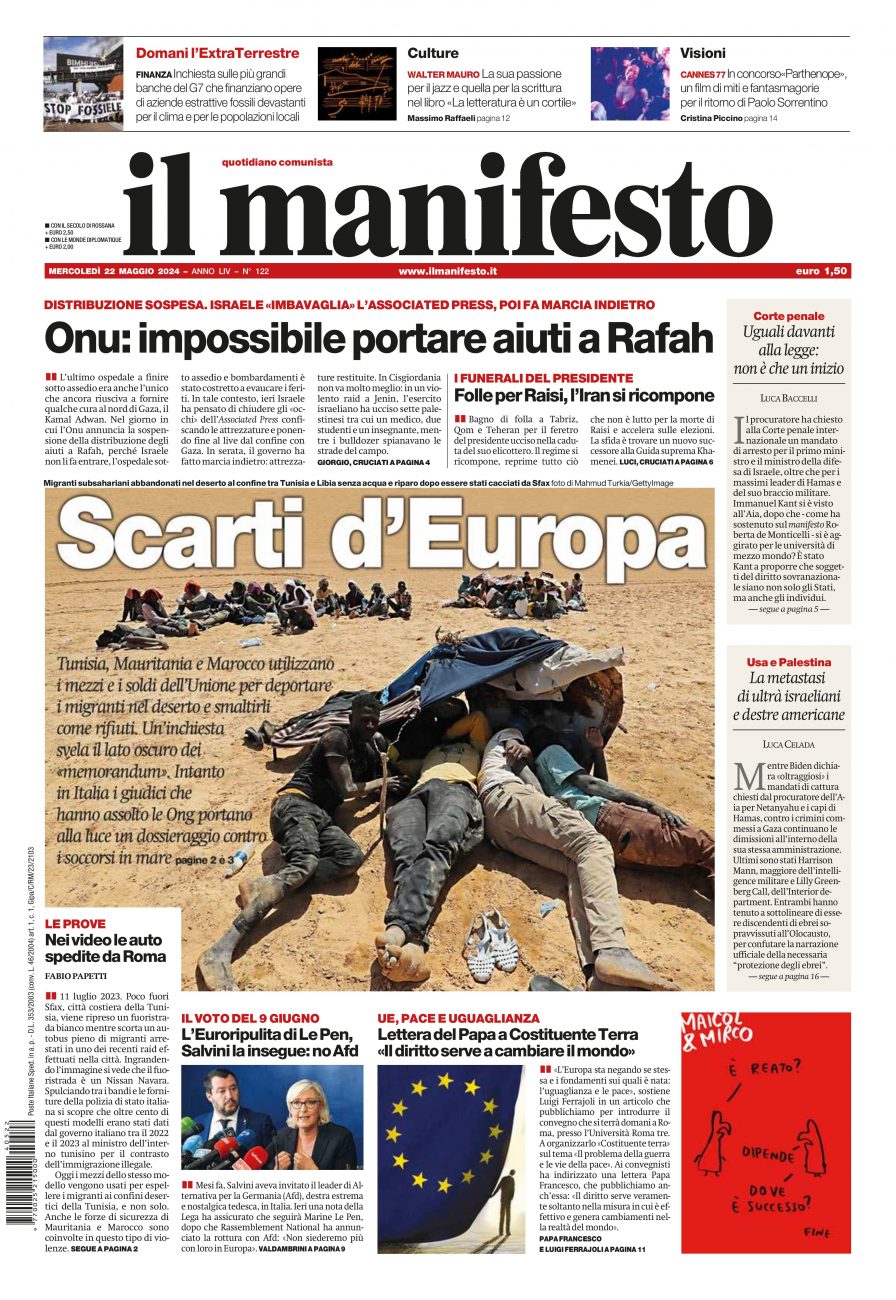 Domani l'ExtraTerrestre
FINANZA Inchiesta sulle più grandi
banche del G7 che finanziano opere
di aziende estrattive fossili devastanti
per il clima e per le popolazioni locali
STOP FOSSILE
Culture
WALTER MAURO La sua passione
per il jazz e quella per la scrittura
nel libro «La letteratura è un cortile»
Massimo Raffaeli pagina 12
Visioni
CANNES 77 In concorso «Parthenope»,
un film di miti e fantasmagorie
per il ritorno di Paolo Sorrentino
Cristina Piccino pagina 14
quotidiano comunista
il manifesto
■ CON IL SECOLO DI ROSSANA
+ EURO 2,50
■ CON LE MONDE DIPLOMATIQUE
+ EURO 2,00
MERCOLEDÌ 22 MAGGIO 2024 – ANNO LIV – N° 122
www.ilmanifesto.it
euro 1,50
DISTRIBUZIONE SOSPESA. ISRAELE «IMBAVAGLIA» L'ASSOCIATED PRESS, POI FA MARCIA INDIETRO
Onu: impossibile portare aiuti a Rafah
L'ultimo ospedale a finire
sotto assedio era anche l'unico
che ancora riusciva a fornire
qualche cura al nord di Gaza, il
Kamal Adwan. Nel giorno in
cui l'Onu annuncia la sospen-
sione della distribuzione degli
aiuti a Rafah, perché Israele
non li fa entrare, l'ospedale sot-
to assedio e bombardamenti è
stato costretto a evacuare i feri-
ti. In tale contesto, ieri Israele
ha pensato di chiudere gli «oc-
chi» dell'Associated Press confi-
scando le attrezzature e ponen-
do fine al live dal confine con
Gaza. In serata, il governo ha
fatto marcia indietro: attrezza-
ture restituite. In Cisgiordania
non va molto meglio: in un vio-
lento raid a Jenin, l'esercito
israeliano ha ucciso sette pale-
stinesi tra cui un medico, due
studenti e un insegnante, men-
tre i bulldozer spianavano le
strade del campo.
GIORGIO, CRUCIATI A PAGINA 4
I FUNERALI DEL PRESIDENTE
Folle per Raisi, l'Iran si ricompone
Bagno di folla a Tabriz,
Qom e Teheran per il feretro
del presidente ucciso nella cadu-
ta del suo elicottero. Il regime si
ricompone, reprime tutto ciò
che non è lutto per la morte di
Raisi e accelera sulle elezioni.
La sfida è trovare un nuovo suc-
cessore alla Guida suprema Kha-
menei. LUCI, CRUCIATI A PAGINA 6
Corte penale
Uguali davanti
alla legge:
non è che un inizio
LUCA BACCELLI
Il procuratore ha chiesto
alla Corte penale inter-
nazionale un mandato
di arresto per il primo mini-
stro e il ministro della dife-
sa di Israele, oltre che per i
massimi leader di Hamas e
del suo braccio militare.
Immanuel Kant si è visto
all'Aia, dopo che - come ha
sostenuto sul manifesto Ro-
berta de Monticelli - si è ag-
girato per le università di
mezzo mondo? È stato
Kant a proporre che sogget-
ti del diritto sovranaziona-
le siano non solo gli Stati,
ma anche gli individui.
— segue a pagina 5 —
Migranti subsahariani abbandonati nel deserto al confine tra Tunisia e Libia senza acqua e riparo dopo essere stati cacciati da Sfax foto di Mahmud Turkia/GettyImage
Scarti d'Europa
Tunisia, Mauritania e Marocco utilizzano
i mezzi e i soldi dell'Unione per deportare
i migranti nel deserto e smaltirli
come rifiuti. Un'inchiesta
svela il lato oscuro dei
«memorandum». Intanto
in Italia i giudici che
hanno assolto le Ong portano
alla luce un dossieraggio contro
i soccorsi in mare pagine 2 e 3
Usa e Palestina
La metastasi
di ultrà israeliani
e destre americane
LUCA CELADA
Mentre Biden dichia-
ra «oltraggiosi» i
mandati di cattura
chiesti dal procuratore dell'A-
ia per Netanyahu e i capi di
Hamas, contro i crimini com-
messi a Gaza continuano le
dimissioni all'interno della
sua stessa amministrazione.
Ultimi sono stati Harrison
Mann, maggiore dell'intelli-
gence militare e Lilly Green-
berg Call, dell'Interior de-
partment. Entrambi hanno
tenuto a sottolineare di esse-
re discendenti di ebrei so-
pravvissuti all'Olocausto,
per confutare la narrazione
ufficiale della necessaria
"protezione degli ebrei".
— segue a pagina 16 —
LE PROVE
Nei video le auto
spedite da Roma
FABIO PAPETTI
11 luglio 2023. Poco fuori
Sfax, città costiera della Tuni-
sia, viene ripreso un fuoristra-
da bianco mentre scorta un au-
tobus pieno di migranti arre-
stati in uno dei recenti raid ef-
fettuati nella città. Ingranden-
do l'immagine si vede che il fuo-
ristrada è un Nissan Navara.
Spulciando tra i bandi e le forni-
ture della polizia di stato italia-
na si scopre che oltre cento di
questi modelli erano stati dati
dal governo italiano tra il 2022
e il 2023 al ministro dell'inter-
no tunisino per il contrasto
dell'immigrazione illegale.
Oggi i mezzi dello stesso mo-
dello vengono usati per espel-
lere i migranti ai confini deser-
tici della Tunisia, e non solo.
Anche le forze di sicurezza di
Mauritania e Marocco sono
coinvolte in questo tipo di vio-
lenze. SEGUE A PAGINA 2
IL VOTO DEL 9 GIUGNO
L'Euroripulita di Le Pen,
Salvini la insegue: no Afd
Mesi fa, Salvini aveva invitato il leader di Al-
ternativa per la Germania (Afd), destra estrema
e nostalgica tedesca, in Italia. Ieri una nota della
Lega ha assicurato che seguirà Marine Le Pen,
dopo che Rassemblement National ha annun-
ciato la rottura con Afd: «Non siederemo più
con loro in Europa». VALDAMBRINI A PAGINA 9
UE, PACE E UGUAGLIANZA
Lettera del Papa a Costituente Terra
«Il diritto serve a cambiare il mondo»
«L'Europa sta negando se stes-
sa e i fondamenti sui quali è nata:
l'uguaglianza e le pace», sostiene
Luigi Ferrajoli in un articolo che
pubblichiamo per introdurre il
convegno che si terrà domani a Ro-
ma, presso l'Università Roma tre.
A organizzarlo «Costituente terra»
sul tema «Il problema della guerra
e le vie della pace». Ai convegnisti
ha indirizzato una lettera Papa
Francesco, che pubblichiamo an-
ch'essa: «Il diritto serve veramen-
te soltanto nella misura in cui è ef-
fettivo e genera cambiamenti nel-
la realtà del mondo».
PAPA FRANCESCO
E LUIGI FERRAJOLI A PAGINA 11
MAICOL
& MIRCO
È REATO?
DIPENDE
DOVE
È SUCCESSO?
FINE
Poste Italiane Sped. in a. p. - D.L. 353/2003 (conv. L. 46/2004) art. 1, c. 1, Gipa/C/RM/23/2103
40522
9 770025 215000